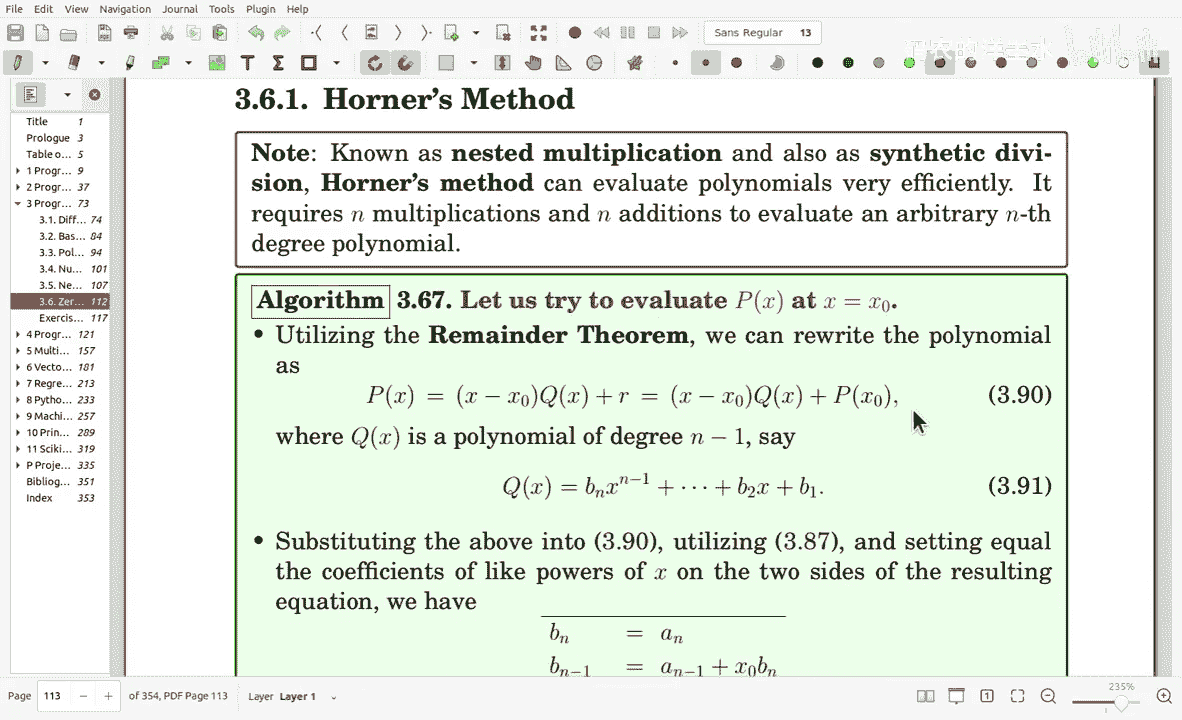 File Edit View Navigation Journal Tools Plugin Help
Sans Regular 13
Title 1
Prologue 3
Table o... 5
1 Progr... 9
2 Progr... 37
3 Progr... 73
3.1. Diff... 74
3.2. Bas... 84
3.3. Pol... 94
3.4. Nu... 101
3.5. Ne... 107
3.6. Zer... 112
Exercis... 117
4 Progr... 121
5 Multi... 157
6 Vecto... 181
7 Regre... 213
8 Pytho... 233
9 Machi... 257
10 Prin... 289
11 Sciki... 319
P Proje... 335
Bibliog... 351
Index 353
3.6.1. Horner's Method
Note: Known as nested multiplication and also as synthetic divi-
sion, Horner's method can evaluate polynomials very efficiently. It
requires n multiplications and n additions to evaluate an arbitrary n-th
degree polynomial.
Algorithm 3.67. Let us try to evaluate P(x) at x = x₀.
• Utilizing the Remainder Theorem, we can rewrite the polynomial
as
P(x) = (x − x₀)Q(x) + r = (x − x₀)Q(x) + P(x₀), (3.90)
where Q(x) is a polynomial of degree n − 1, say
Q(x) = bₙxⁿ⁻¹ + ⋯ + b₂x + b₁. (3.91)
• Substituting the above into (3.90), utilizing (3.87), and setting equal
the coefficients of like powers of x on the two sides of the resulting
equation, we have
bₙ = aₙ
bₙ₋₁ = aₙ₋₁ + x₀bₙ
Page 113 of 354, PDF Page 113 Layer Layer 1 235%